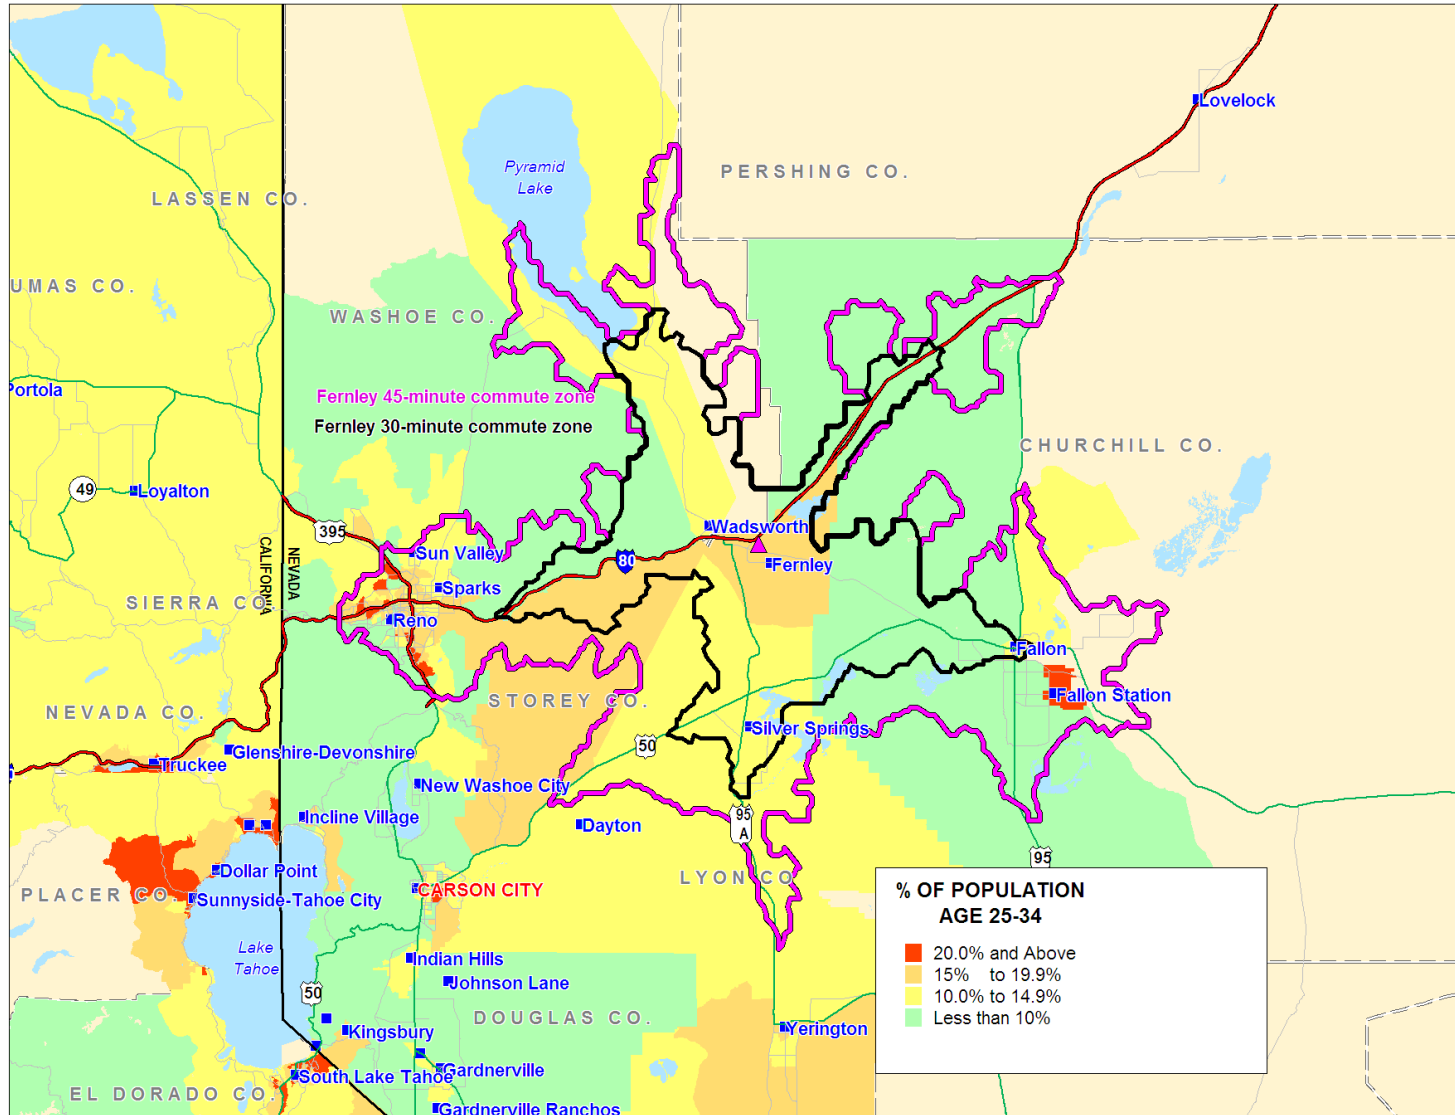 Lovelock
Pyramid
Lake
PERSHING CO.
LASSEN CO.
UMAS CO.
WASHOE CO.
Portola
Fernley 45-minute commute zone
Fernley 30-minute commute zone
CHURCHILL CO.
49
Loyalton
395
Wadsworth
CALIFORNIA
NEVADA
Sun Valley
80
Fernley
Sparks
SIERRA CO.
Reno
Fallon
Fallon Station
STOREY CO.
NEVADA CO.
Silver Springs
50
Glenshire-Devonshire
Truckee
New Washoe City
Incline Village
95
A
Dayton
95
Dollar Point
LYON CO
CARSON CITY
PLACER CO.
Sunnyside-Tahoe City
% OF POPULATION
AGE 25-34
20.0% and Above
15% to 19.9%
10.0% to 14.9%
Less than 10%
Lake
Tahoe
Indian Hills
Johnson Lane
50
DOUGLAS CO.
Kingsbury
Yerington
South Lake Tahoe
Gardnerville
EL DORADO CO.
Gardnerville Ranchos